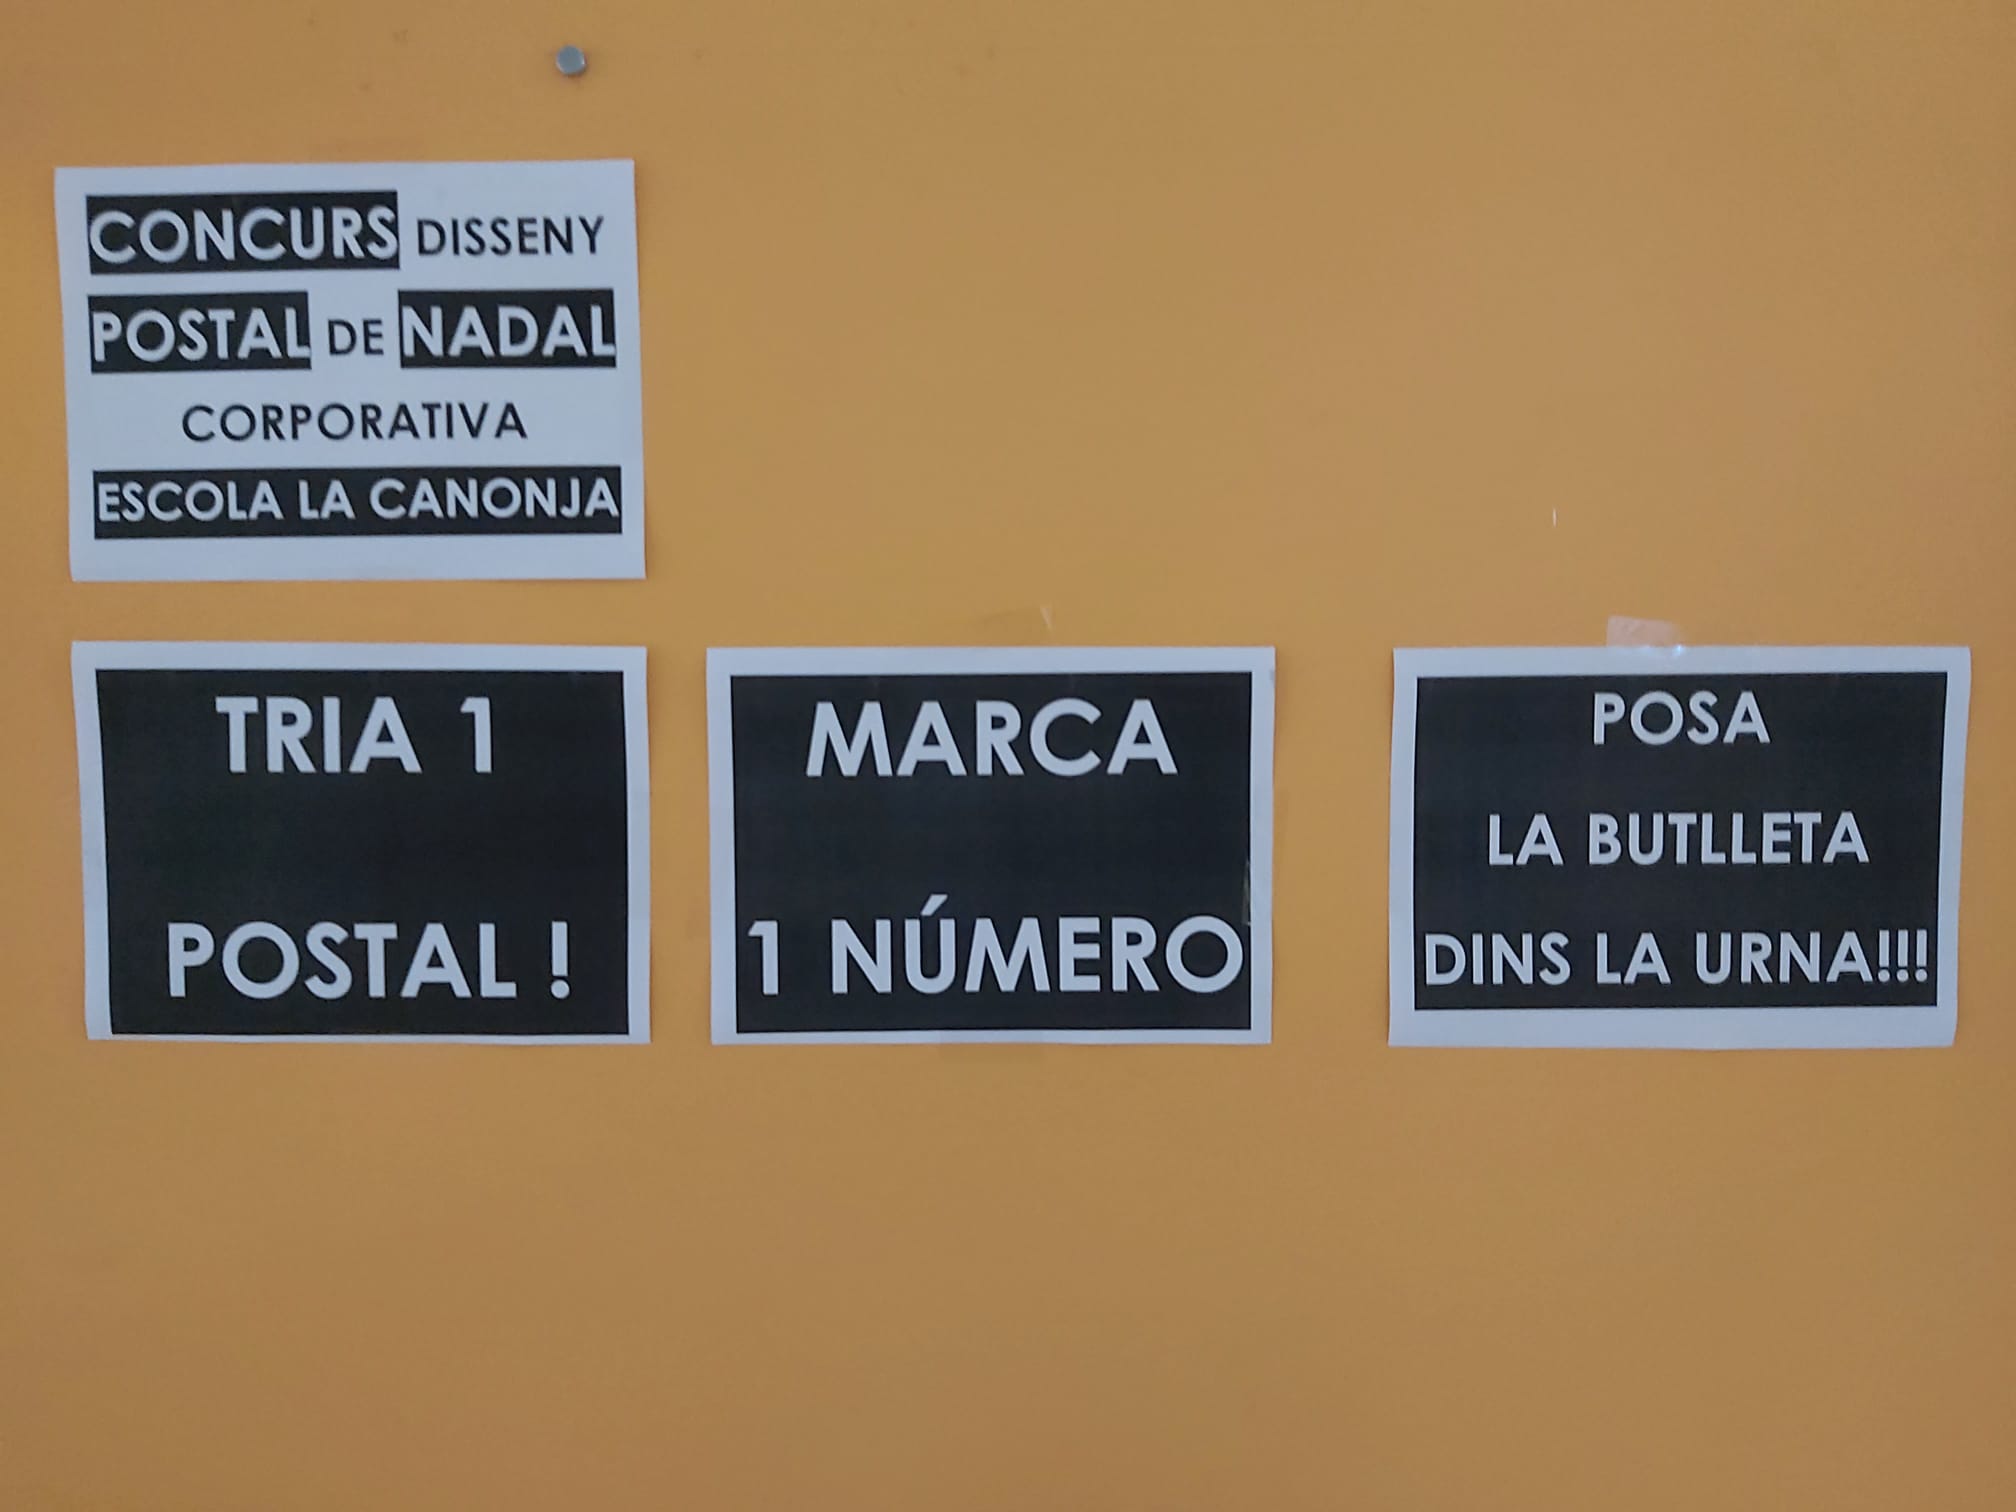 CONCURS DISSENY
POSTAL DE NADAL
CORPORATIVA
ESCOLA LA CANONJA
TRIA 1
POSTAL !
MARCA
1 NÚMERO
POSA
LA BUTLLETA
DINS LA URNA!!!